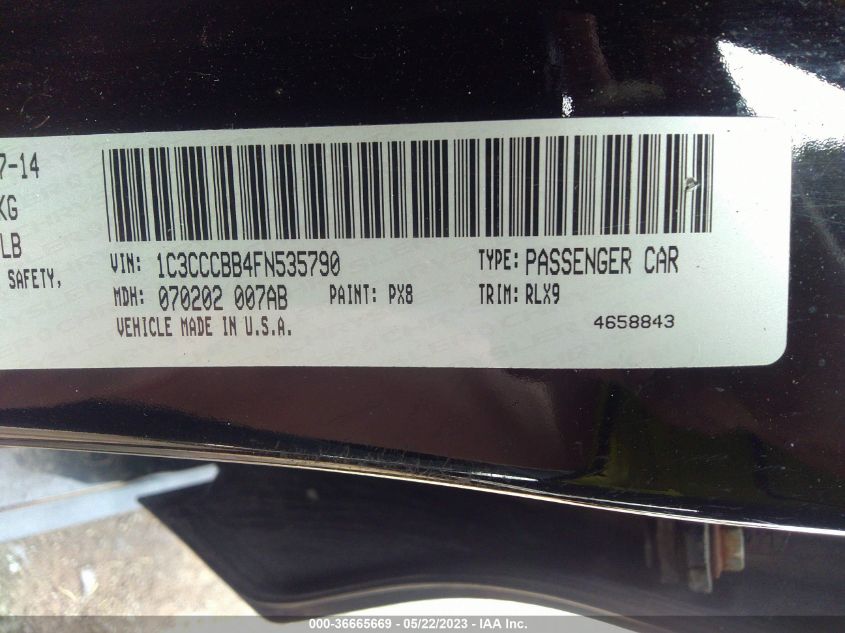 7-14
KG
LB
SAFETY,
VIN: 1C3CCCBB4FN535790 TYPE: PASSENGER CAR
MDH: 070202 007AB PAINT: PX8 TRIM: RLX9
VEHICLE MADE IN U.S.A. 4658843
000-36665669 - 05/22/2023 - IAA Inc.